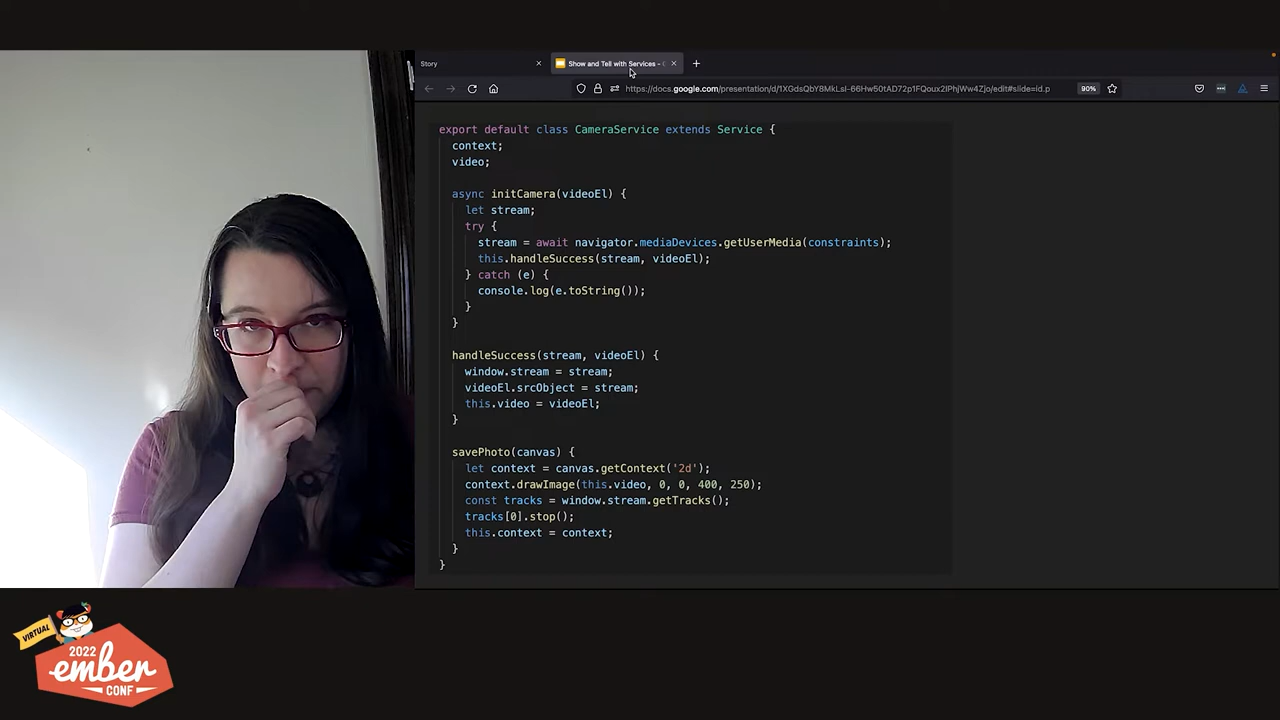 Story
Show and Tell with Services -
https://docs.google.com/presentation/d/1XGdsQbY8MkLsI-66Hw50tAD72p1FQoux2IPhjWw4Zjo/edit#slide=id.p
90%
export default class CameraService extends Service {
context;
video;
async initCamera(videoEl) {
let stream;
try {
stream = await navigator.mediaDevices.getUserMedia(constraints);
this.handleSuccess(stream, videoEl);
} catch (e) {
console.log(e.toString());
}
}
handleSuccess(stream, videoEl) {
window.stream = stream;
videoEl.srcObject = stream;
this.video = videoEl;
}
savePhoto(canvas) {
let context = canvas.getContext('2d');
context.drawImage(this.video, 0, 0, 400, 250);
const tracks = window.stream.getTracks();
tracks[0].stop();
this.context = context;
}
}
VIRTUAL
2022
ember
CONF